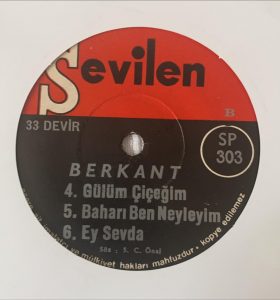 Sevilen
B
33 DEVİR
SP
303
BERKANT
4. Gülüm Çiçeğim
5. Baharı Ben Neyleyim
6. Ey Sevda
Söz : S. C. Önal
mülkiyet hakları mahfuzdur - kopye edilemez